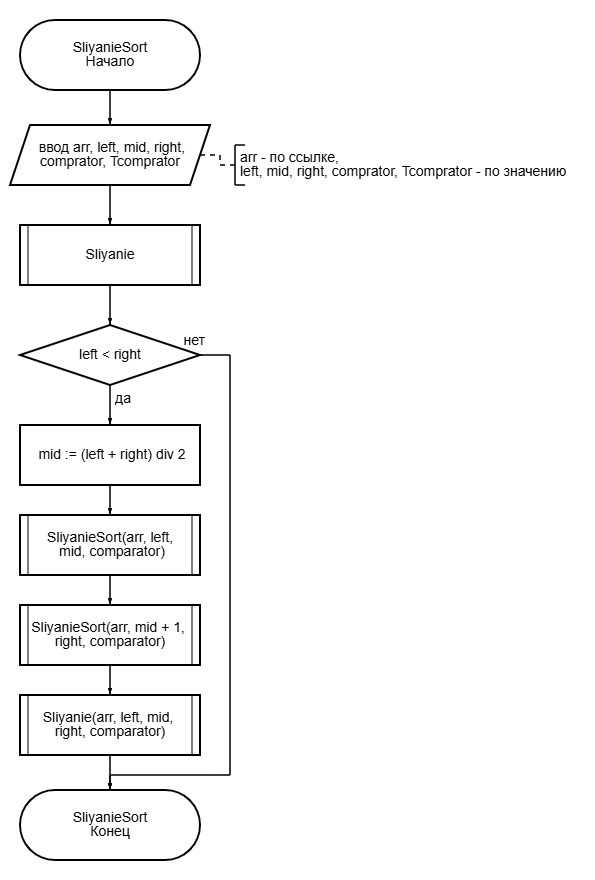 SliyanieSort
Начало
ввод arr, left, mid, right,
comprator, Tcomprator
arr - по ссылке,
left, mid, right, comprator, Tcomprator - по значению
Sliyanie
left < right
нет
да
mid := (left + right) div 2
SliyanieSort(arr, left,
mid, comparator)
SliyanieSort(arr, mid + 1,
right, comparator)
Sliyanie(arr, left, mid,
right, comparator)
SliyanieSort
Конец